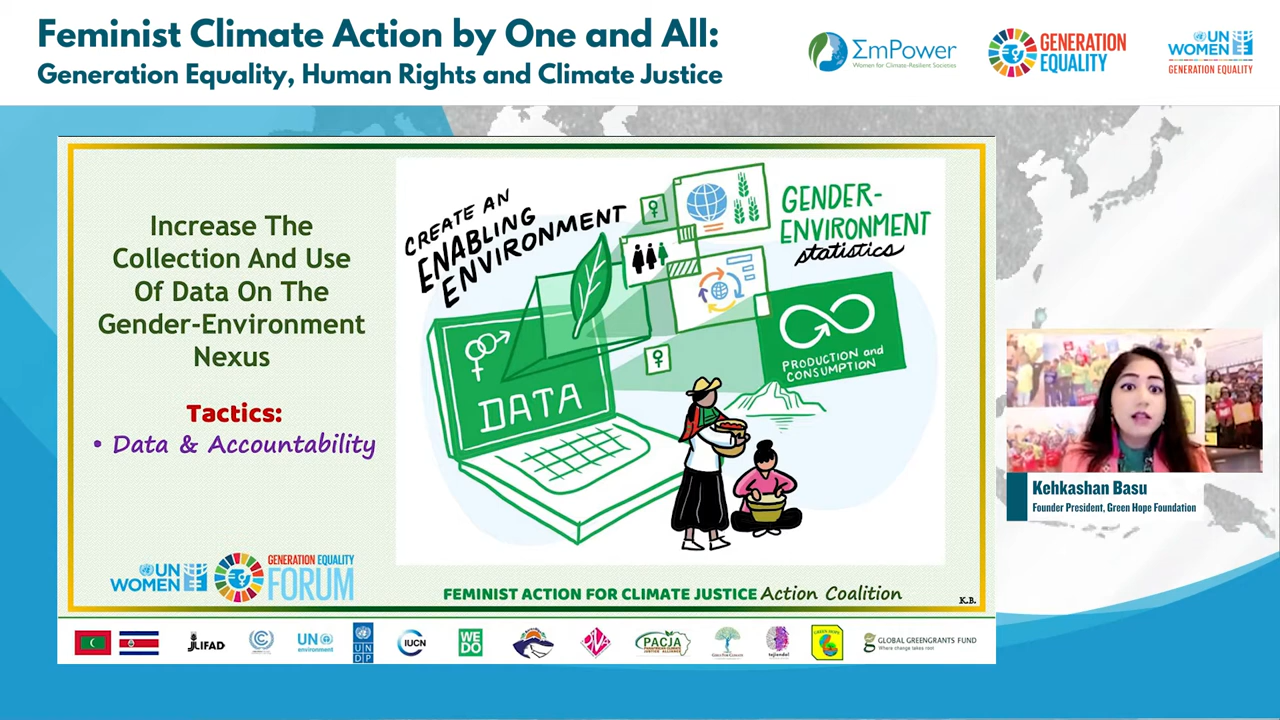 Feminist Climate Action by One and All:
Generation Equality, Human Rights and Climate Justice
ΣmPower
Women for Climate-Resilient Societies
GENERATION
EQUALITY
UN
WOMEN
GENERATION EQUALITY
Increase The
Collection And Use
Of Data On The
Gender-Environment
Nexus
Tactics:
• Data & Accountability
CREATE AN
ENABLING
ENVIRONMENT
GENDER-
ENVIRONMENT
statistics
PRODUCTION and
CONSUMPTION
DATA
UN
WOMEN
GENERATION EQUALITY
FORUM
FEMINIST ACTION FOR CLIMATE JUSTICE Action Coalition
K.B.
JLIFAD
UN
environment
UN
DP
IUCN
WE
DO
PACJA
GREEN HOPE
GLOBAL GREENGRANTS FUND
Where change takes root
Kehkashan Basu
Founder President, Green Hope Foundation